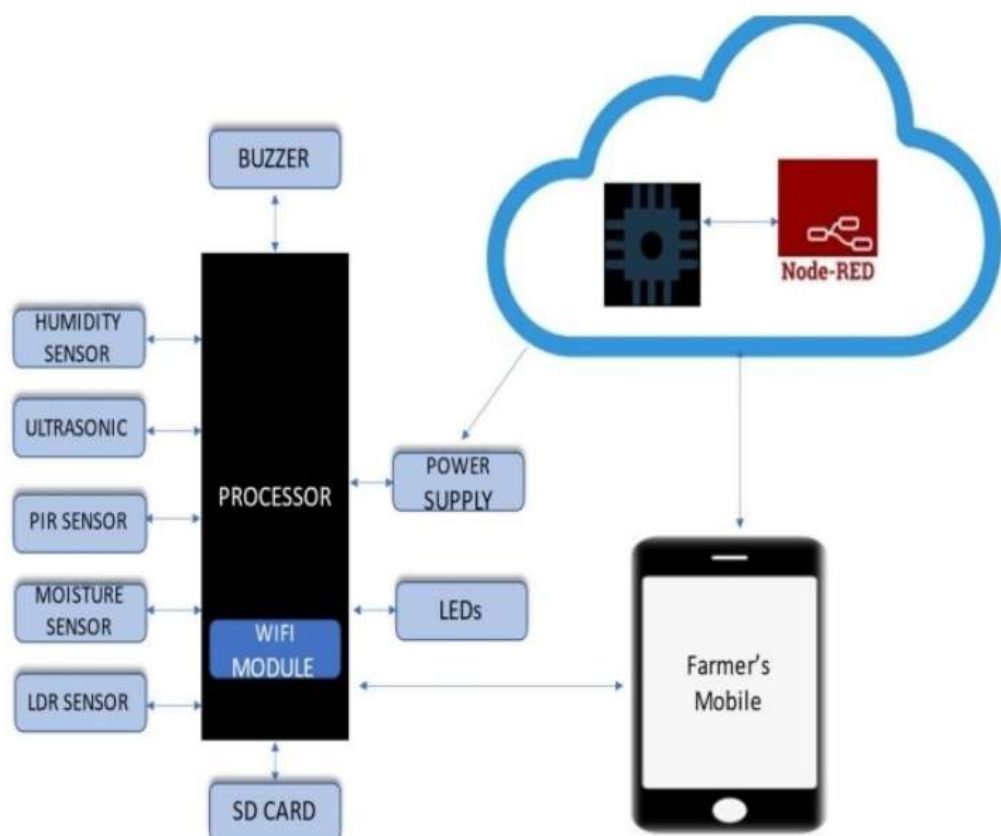 BUZZER
Node-RED
HUMIDITY
SENSOR
ULTRASONIC
PIR SENSOR
MOISTURE
SENSOR
LDR SENSOR
PROCESSOR
WIFI
MODULE
POWER
SUPPLY
LEDs
SD CARD
Farmer's
Mobile